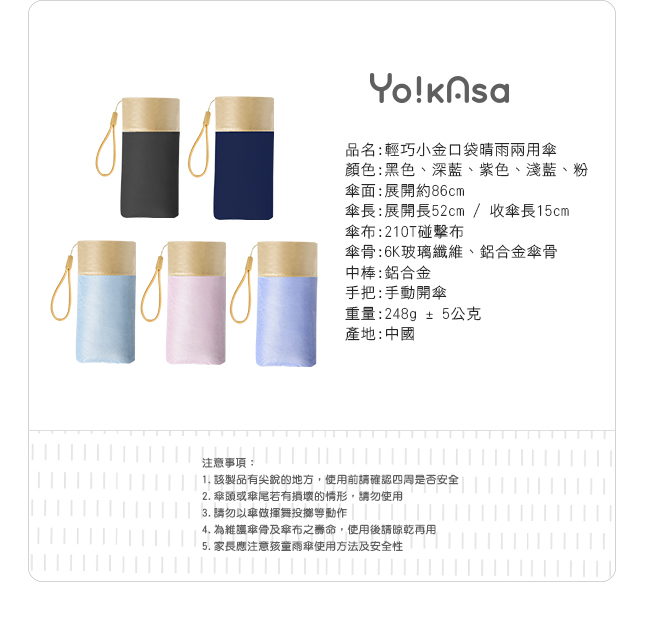 Yo!kAsa
品名:輕巧小金口袋晴雨兩用傘
顏色:黑色、深藍、紫色、淺藍、粉
傘面:展開約86cm
傘長:展開長52cm / 收傘長15cm
傘布:210T碰擊布
傘骨:6K玻璃纖維、鋁合金傘骨
中棒:鋁合金
手把:手動開傘
重量:248g ± 5公克
產地:中國
注意事項：
1. 該製品有尖銳的地方，使用前請確認四周是否安全
2. 傘頭或傘尾若有損壞的情形，請勿使用
3. 請勿以傘做揮舞投擲等動作
4. 為維護傘骨及傘布之壽命，使用後請晾乾再用
5. 家長應注意孩童雨傘使用方法及安全性